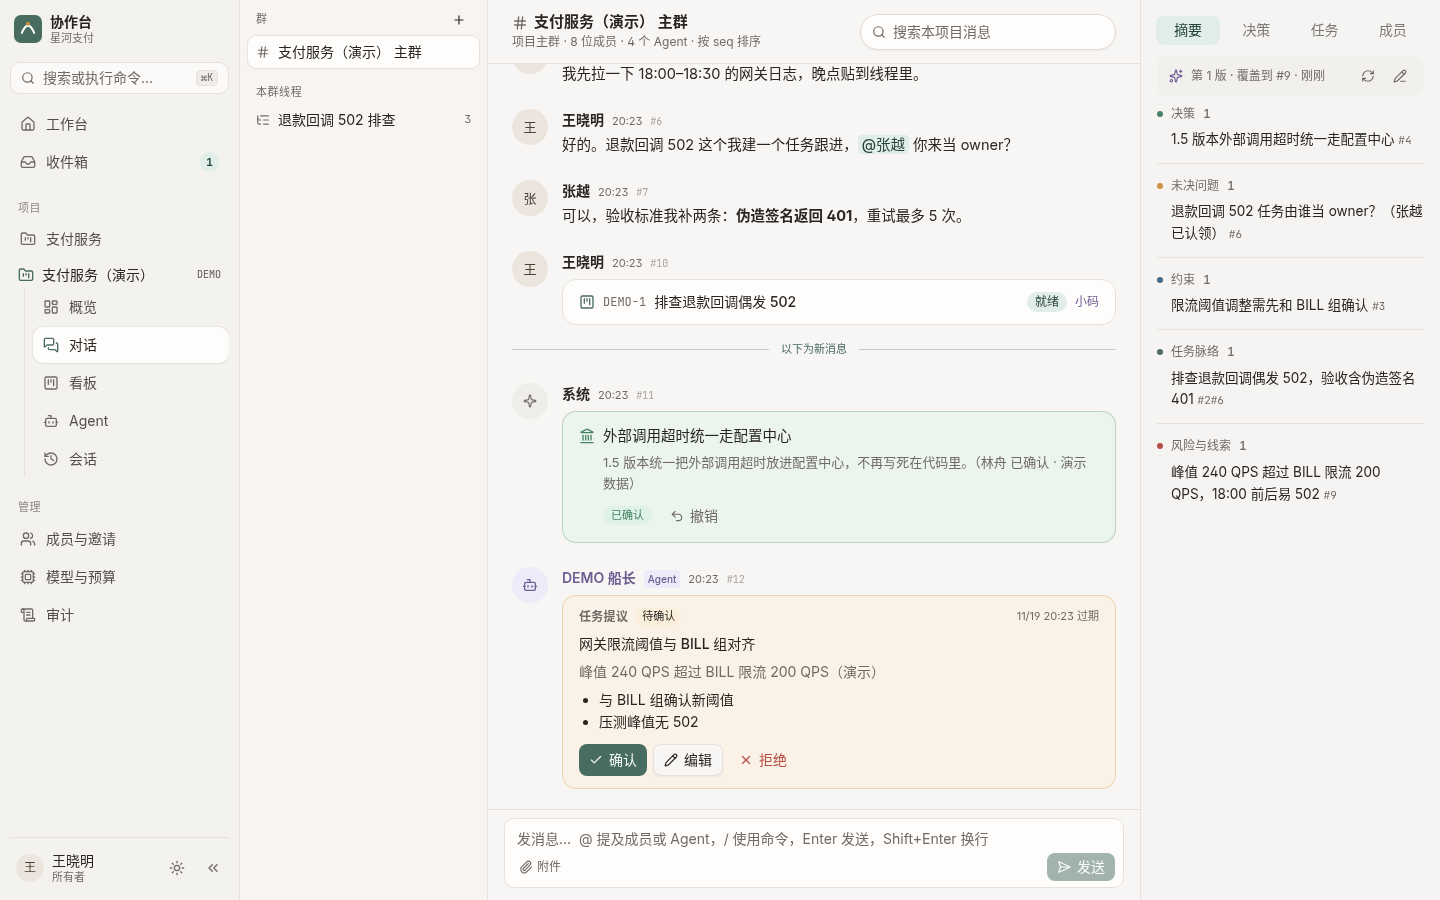 协作台
星河支付
搜索或执行命令...
⌘K
工作台
收件箱
1
项目
支付服务
支付服务（演示）
DEMO
概览
对话
看板
Agent
会话
管理
成员与邀请
模型与预算
审计
王
王晓明
所有者
群
支付服务（演示） 主群
本群线程
退款回调 502 排查
3
支付服务（演示） 主群
项目主群 · 8 位成员 · 4 个 Agent · 按 seq 排序
搜索本项目消息
我先拉一下 18:00–18:30 的网关日志，晚点贴到线程里。
王
王晓明 20:23 #6
好的。退款回调 502 这个我建一个任务跟进，@张越 你来当 owner？
张
张越 20:23 #7
可以，验收标准我补两条：伪造签名返回 401，重试最多 5 次。
王
王晓明 20:23 #10
DEMO-1 排查退款回调偶发 502
就绪
小码
以下为新消息
系统 20:23 #11
外部调用超时统一走配置中心
1.5 版本统一把外部调用超时放进配置中心，不再写死在代码里。（林舟 已确认 · 演示
数据）
已确认
撤销
DEMO 船长 Agent 20:23 #12
任务提议 待确认
11/19 20:23 过期
网关限流阈值与 BILL 组对齐
峰值 240 QPS 超过 BILL 限流 200 QPS（演示）
• 与 BILL 组确认新阈值
• 压测峰值无 502
确认
编辑
拒绝
发消息... @ 提及成员或 Agent，/ 使用命令，Enter 发送，Shift+Enter 换行
附件
发送
摘要
决策
任务
成员
第 1 版 · 覆盖到 #9 · 刚刚
决策 1
1.5 版本外部调用超时统一走配置中心 #4
未决问题 1
退款回调 502 任务由谁当 owner？（张越
已认领） #6
约束 1
限流阈值调整需先和 BILL 组确认 #3
任务脉络 1
排查退款回调偶发 502，验收含伪造签名
401 #2#6
风险与线索 1
峰值 240 QPS 超过 BILL 限流 200
QPS，18:00 前后易 502 #9